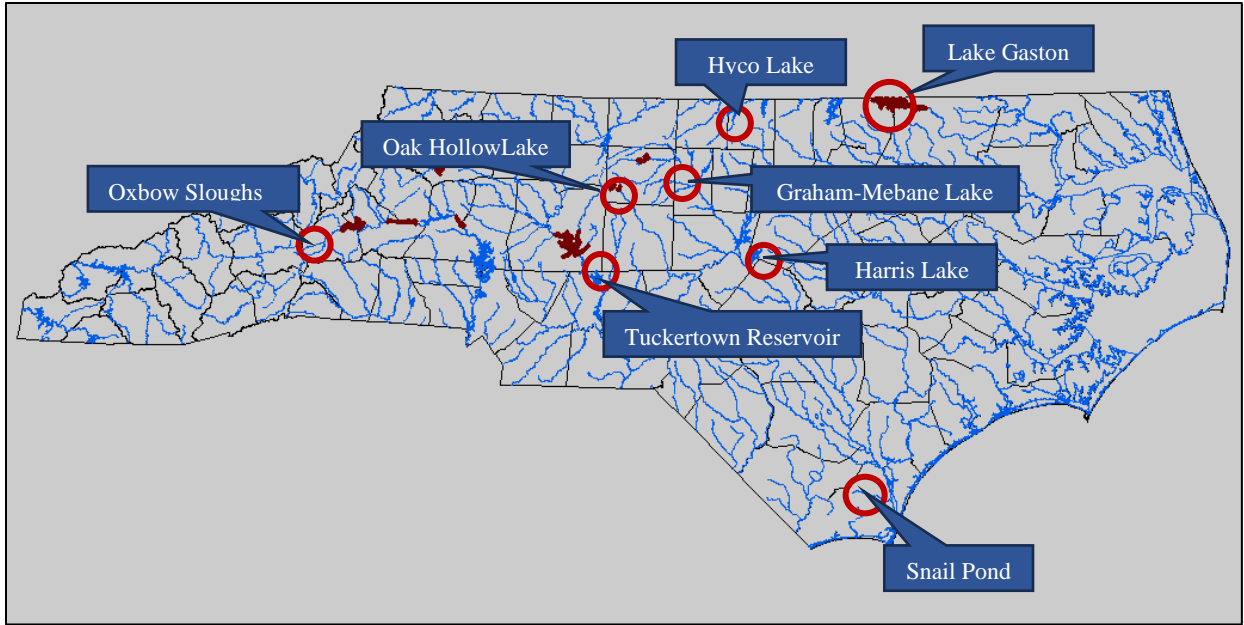 Lake Gaston
Hyco Lake
Oak HollowLake
Oxbow Sloughs
Graham-Mebane Lake
Harris Lake
Tuckertown Reservoir
Snail Pond